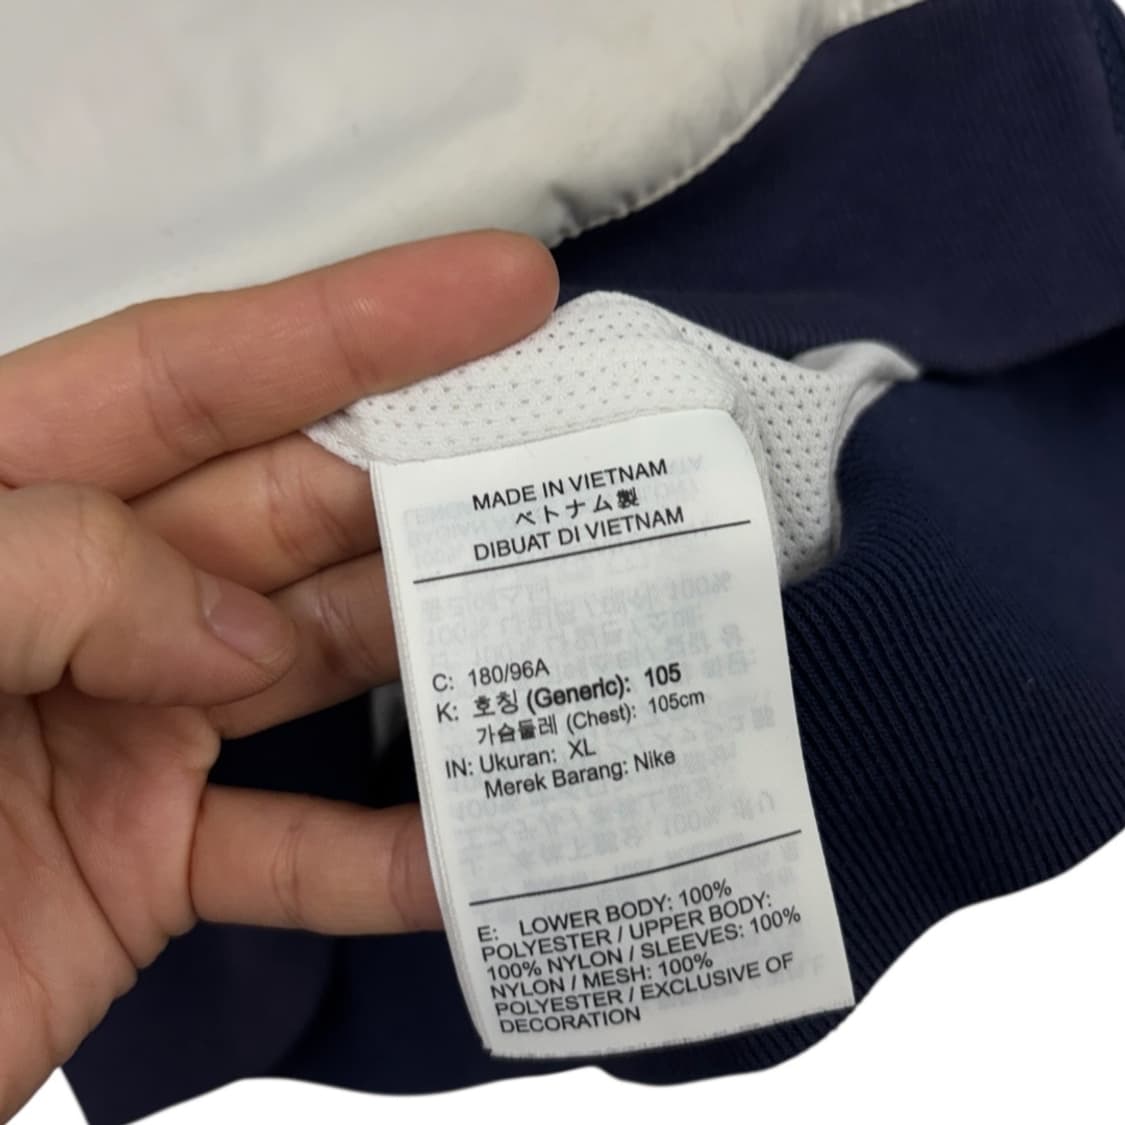 MADE IN VIETNAM
ベトナム製
DIBUAT DI VIETNAM
C: 180/96A
K: 호칭 (Generic): 105
가슴둘레 (Chest): 105cm
IN: Ukuran: XL
Merek Barang: Nike
E: LOWER BODY: 100%
POLYESTER / UPPER BODY:
100% NYLON / SLEEVES: 100%
NYLON / MESH: 100%
POLYESTER / EXCLUSIVE OF
DECORATION